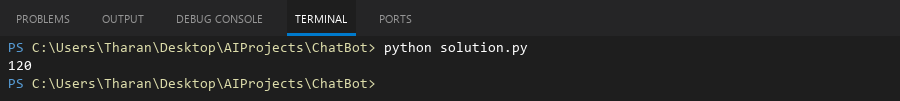 PROBLEMS OUTPUT DEBUG CONSOLE TERMINAL PORTS
PS C:\Users\Tharan\Desktop\AIProjects\ChatBot> python solution.py
120
PS C:\Users\Tharan\Desktop\AIProjects\ChatBot>